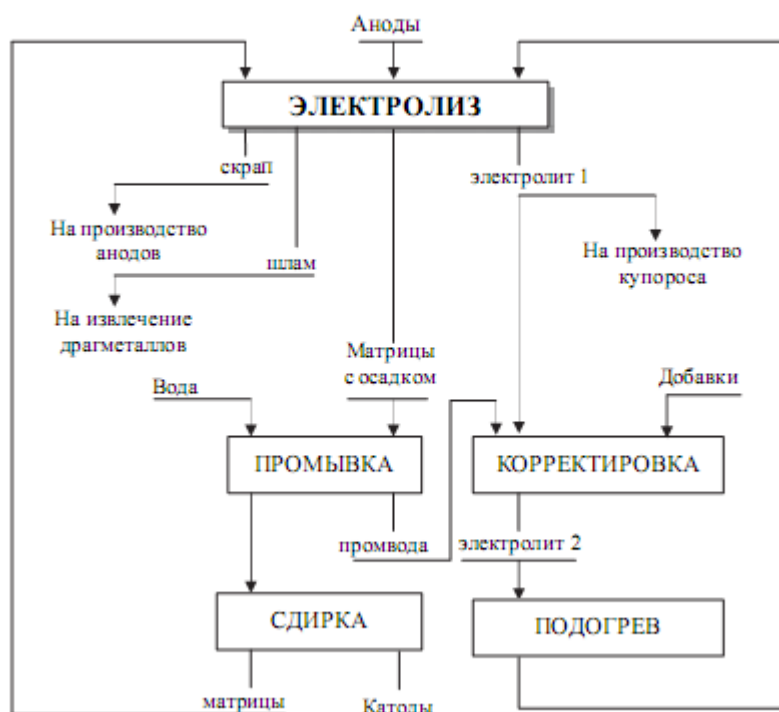 Аноды
ЭЛЕКТРОЛИЗ
скрап
электролит 1
На производство
анодов
шлам
На производство
купороса
На извлечение
драгметаллов
Матрицы
с осадком
Вода
Добавки
ПРОМЫВКА
КОРРЕКТИРОВКА
промвода
электролит 2
СДИРКА
ПОДОГРЕВ
матрицы
Катоды